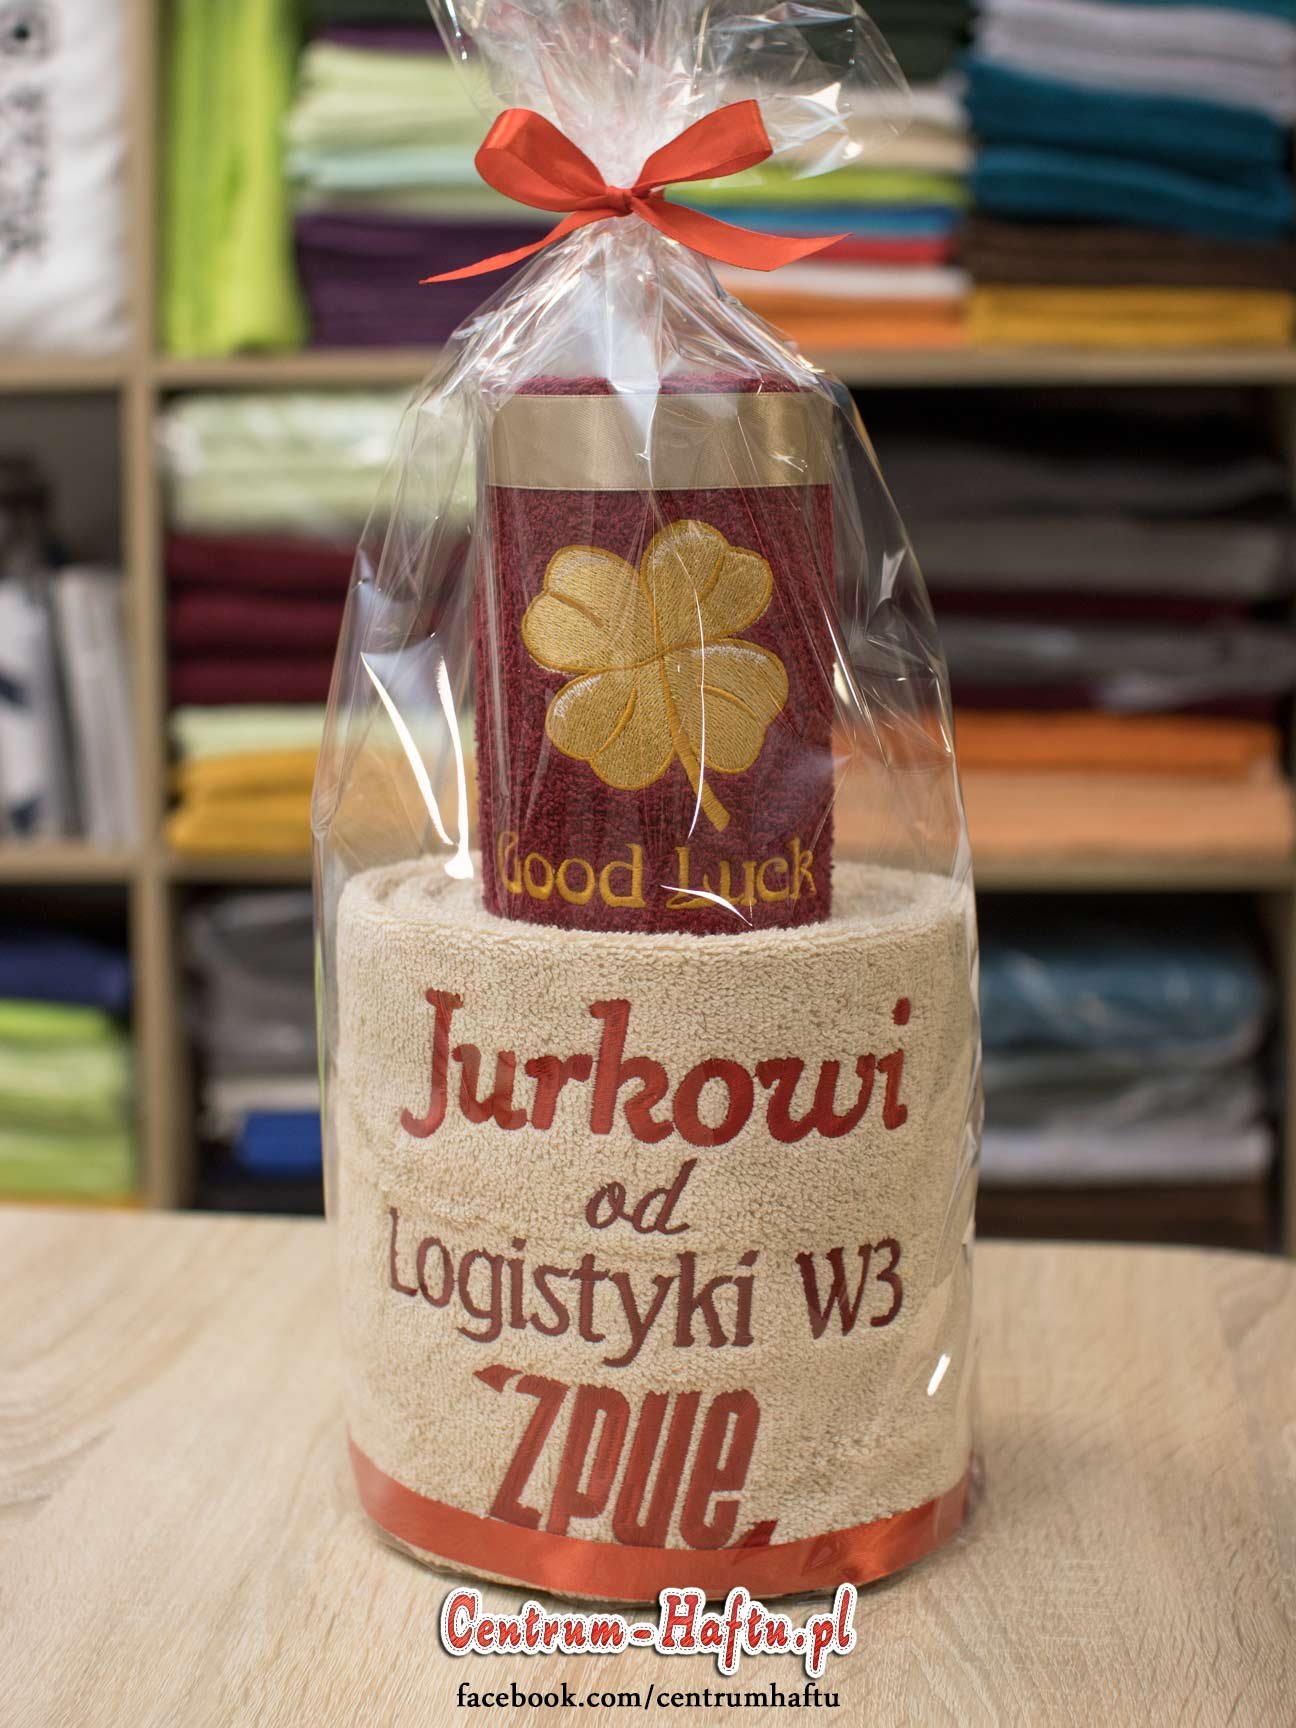 Good Luck
Jurkowi
od
Logistyki W3
ZPUE
Centrum-Haftu.pl
facebook.com/centrumhaftu